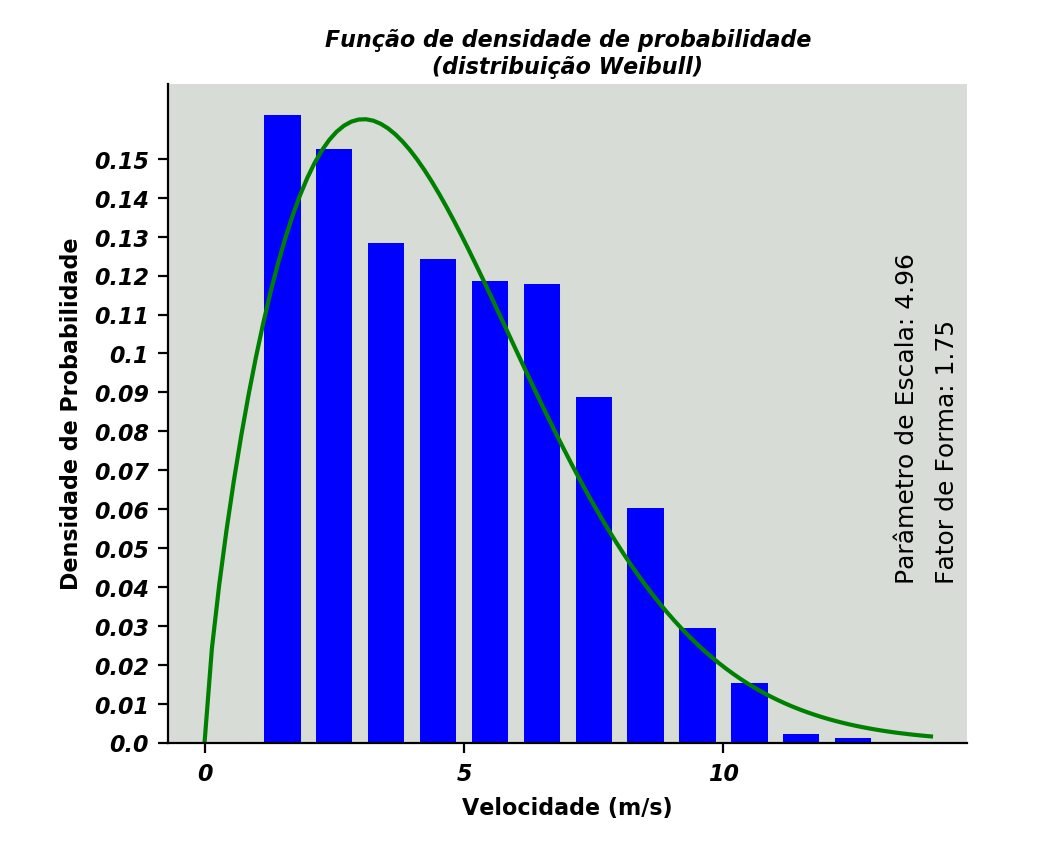 Função de densidade de probabilidade
(distribuição Weibull)
Densidade de Probabilidade
0.15
0.14
0.13
0.12
0.11
0.1
0.09
0.08
0.07
0.06
0.05
0.04
0.03
0.02
0.01
0.0
Parâmetro de Escala: 4.96
Fator de Forma: 1.75
0 5 10
Velocidade (m/s)